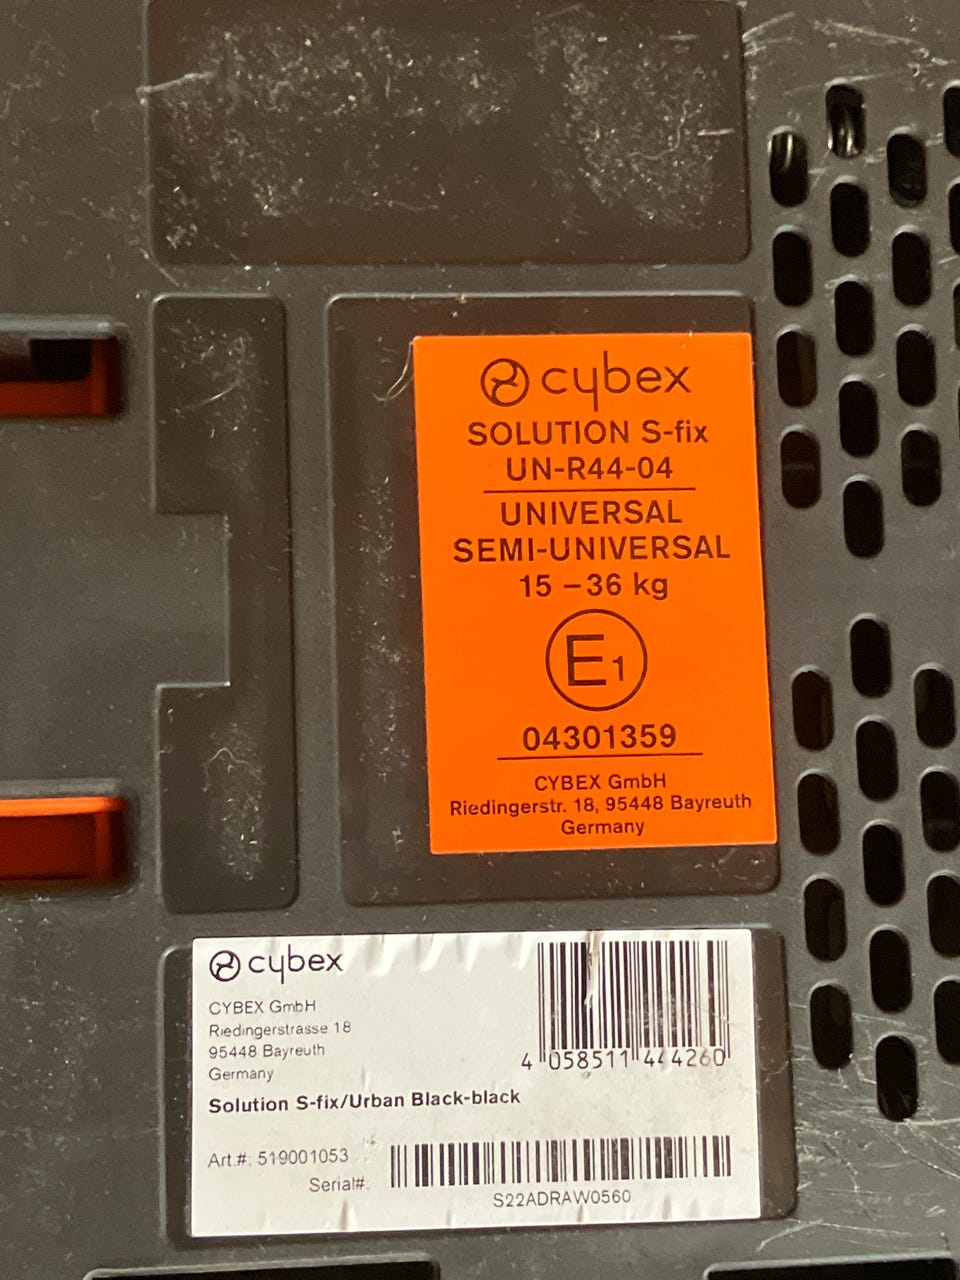 cybex
SOLUTION S-fix
UN-R44-04
UNIVERSAL
SEMI-UNIVERSAL
15 – 36 kg
E1
04301359
CYBEX GmbH
Riedingerstr. 18, 95448 Bayreuth
Germany
cybex
CYBEX GmbH
Riedingerstrasse 18
95448 Bayreuth
Germany
4 058511 444260
Solution S-fix/Urban Black-black
Art.#: 519001053
Serial#:
S22ADRAW0560